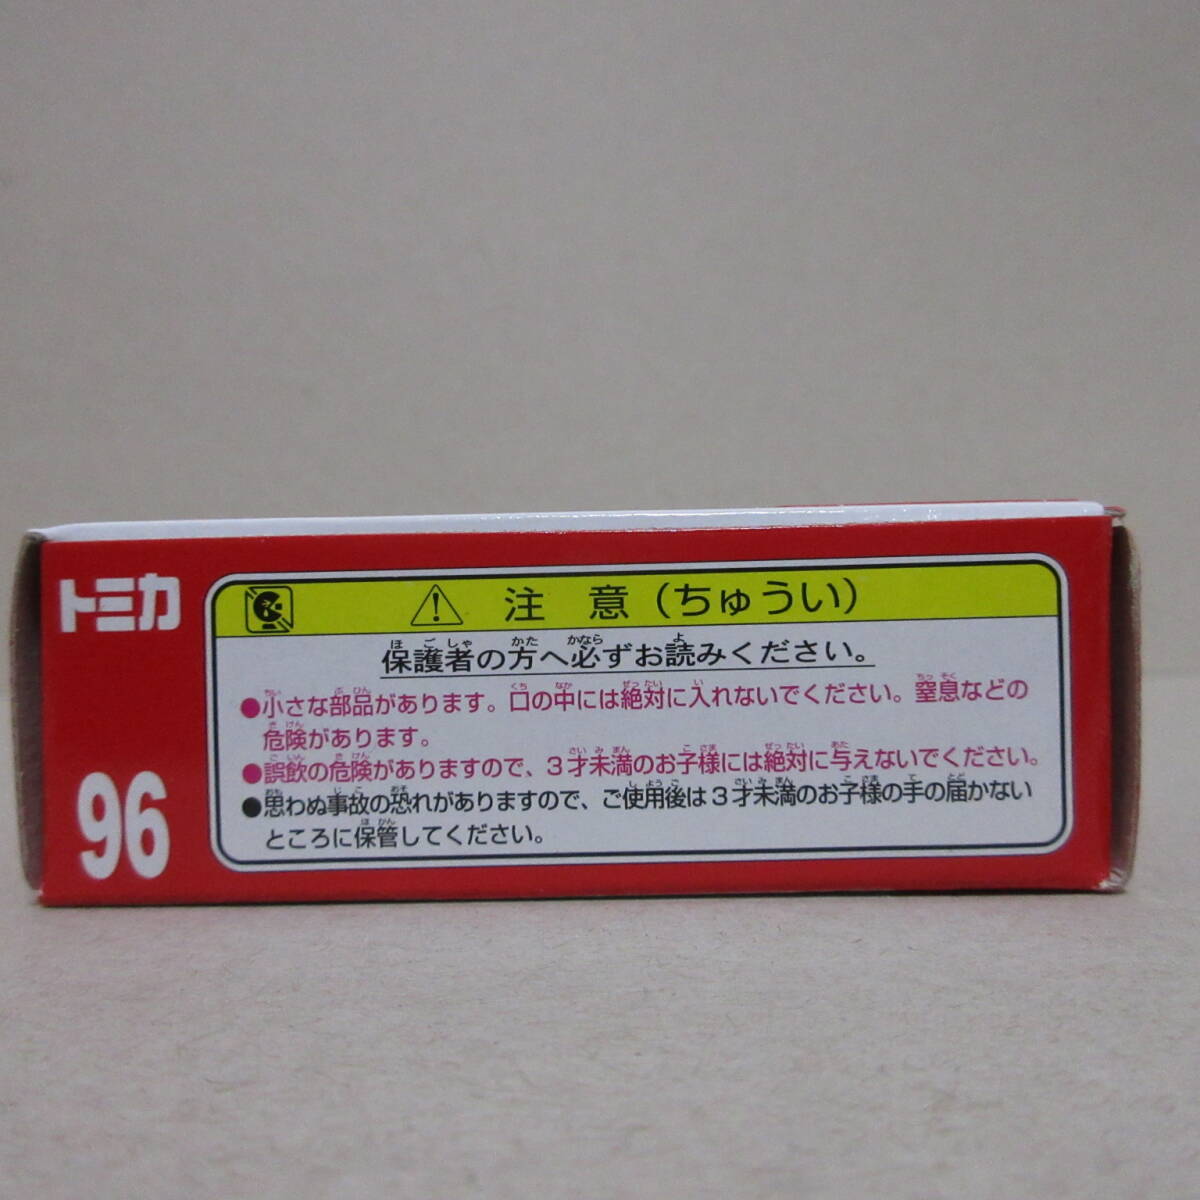 トミカ
96
注意(ちゅうい)
保護者の方へ必ずお読みください。
●小さな部品があります。口の中には絶対に入れないでください。窒息などの
危険があります。
●誤飲の危険がありますので、3才未満のお子様には絶対に与えないでください。
●思わぬ事故の恐れがありますので、ご使用後は3才未満のお子様の手の届かない
ところに保管してください。